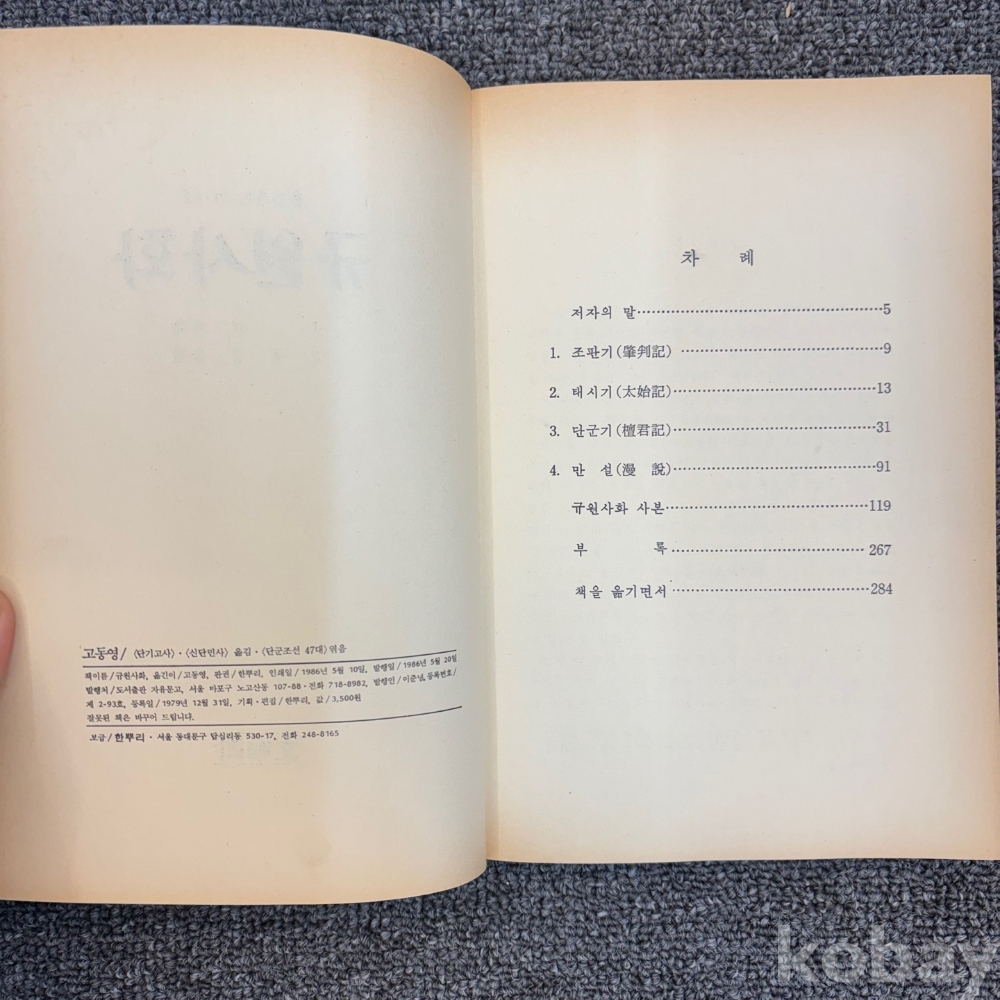 고동영/〈단기고사〉·〈신단민사〉 옮김·〈단군조선 47대〉 엮음
책이름/규원사화, 옮긴이/고동영, 판권/한뿌리, 인쇄일/1986년 5월 10일, 발행일/1986년 5월 20일
발행처/도서출판 자유문고, 서울 마포구 노고산동 107-88·전화 718-8982, 발행인/이준녕, 등록번호/
제 2-93호, 등록일/1979년 12월 31일, 기획·편집/한뿌리, 값/3,500원
잘못된 책은 바꾸어 드립니다.
보급/한뿌리·서울 동대문구 답십리동 530-17, 전화 248-8165
차 례
저자의 말……5
1. 조판기(肇判記)……9
2. 태시기(太始記)……13
3. 단군기(檀君記)……31
4. 만 설(漫 說)……91
규원사화 사본……119
부 록……267
책을 옮기면서……284
kobay